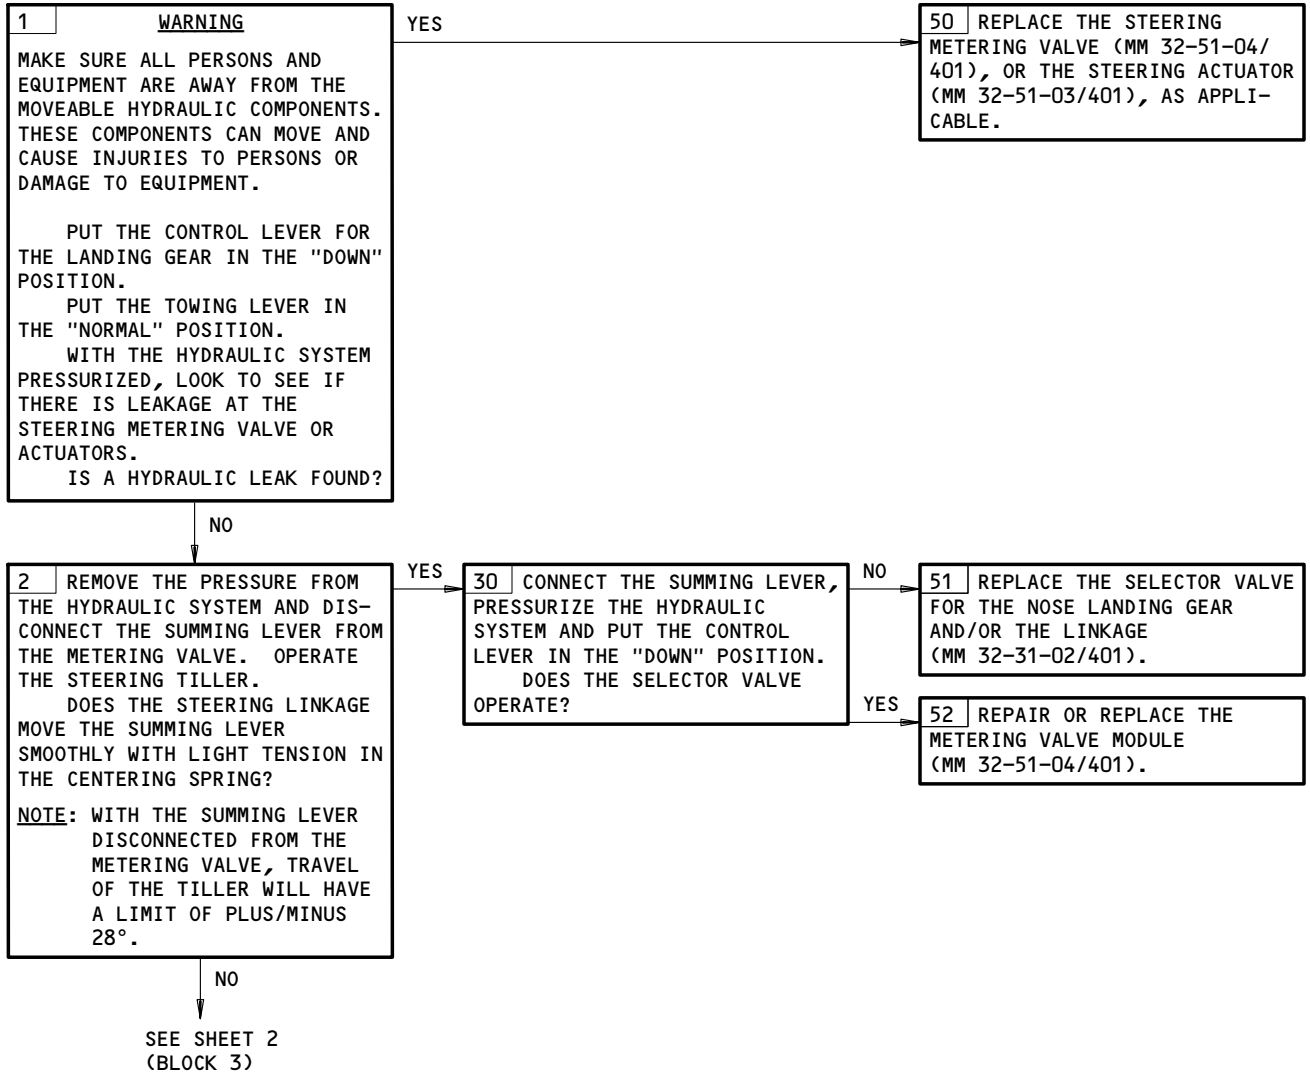 1 WARNING
MAKE SURE ALL PERSONS AND
EQUIPMENT ARE AWAY FROM THE
MOVEABLE HYDRAULIC COMPONENTS.
THESE COMPONENTS CAN MOVE AND
CAUSE INJURIES TO PERSONS OR
DAMAGE TO EQUIPMENT.
PUT THE CONTROL LEVER FOR
THE LANDING GEAR IN THE "DOWN"
POSITION.
PUT THE TOWING LEVER IN
THE "NORMAL" POSITION.
WITH THE HYDRAULIC SYSTEM
PRESSURIZED, LOOK TO SEE IF
THERE IS LEAKAGE AT THE
STEERING METERING VALVE OR
ACTUATORS.
IS A HYDRAULIC LEAK FOUND?
YES
50 REPLACE THE STEERING
METERING VALVE (MM 32-51-04/
401), OR THE STEERING ACTUATOR
(MM 32-51-03/401), AS APPLI-
CABLE.
NO
2 REMOVE THE PRESSURE FROM
THE HYDRAULIC SYSTEM AND DIS-
CONNECT THE SUMMING LEVER FROM
THE METERING VALVE. OPERATE
THE STEERING TILLER.
DOES THE STEERING LINKAGE
MOVE THE SUMMING LEVER
SMOOTHLY WITH LIGHT TENSION IN
THE CENTERING SPRING?
NOTE: WITH THE SUMMING LEVER
DISCONNECTED FROM THE
METERING VALVE, TRAVEL
OF THE TILLER WILL HAVE
A LIMIT OF PLUS/MINUS
28°.
YES
30 CONNECT THE SUMMING LEVER,
PRESSURIZE THE HYDRAULIC
SYSTEM AND PUT THE CONTROL
LEVER IN THE "DOWN" POSITION.
DOES THE SELECTOR VALVE
OPERATE?
NO
51 REPLACE THE SELECTOR VALVE
FOR THE NOSE LANDING GEAR
AND/OR THE LINKAGE
(MM 32-31-02/401).
YES
52 REPAIR OR REPLACE THE
METERING VALVE MODULE
(MM 32-51-04/401).
NO
SEE SHEET 2
(BLOCK 3)